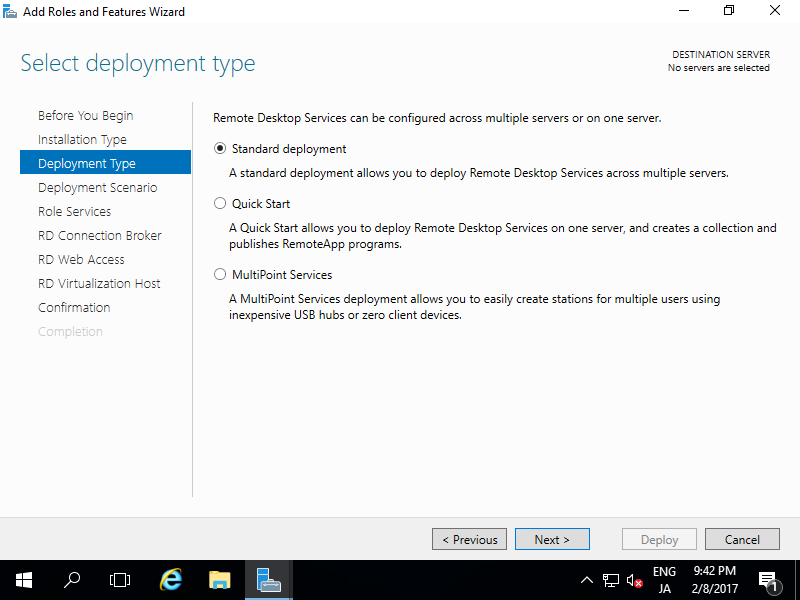 Add Roles and Features Wizard
Select deployment type
DESTINATION SERVER
No servers are selected
Before You Begin
Installation Type
Deployment Type
Deployment Scenario
Role Services
RD Connection Broker
RD Web Access
RD Virtualization Host
Confirmation
Completion
Remote Desktop Services can be configured across multiple servers or on one server.
Standard deployment
A standard deployment allows you to deploy Remote Desktop Services across multiple servers.
Quick Start
A Quick Start allows you to deploy Remote Desktop Services on one server, and creates a collection and
publishes RemoteApp programs.
MultiPoint Services
A MultiPoint Services deployment allows you to easily create stations for multiple users using
inexpensive USB hubs or zero client devices.
< Previous
Next >
Deploy
Cancel
ENG
JA
9:42 PM
2/8/2017
1